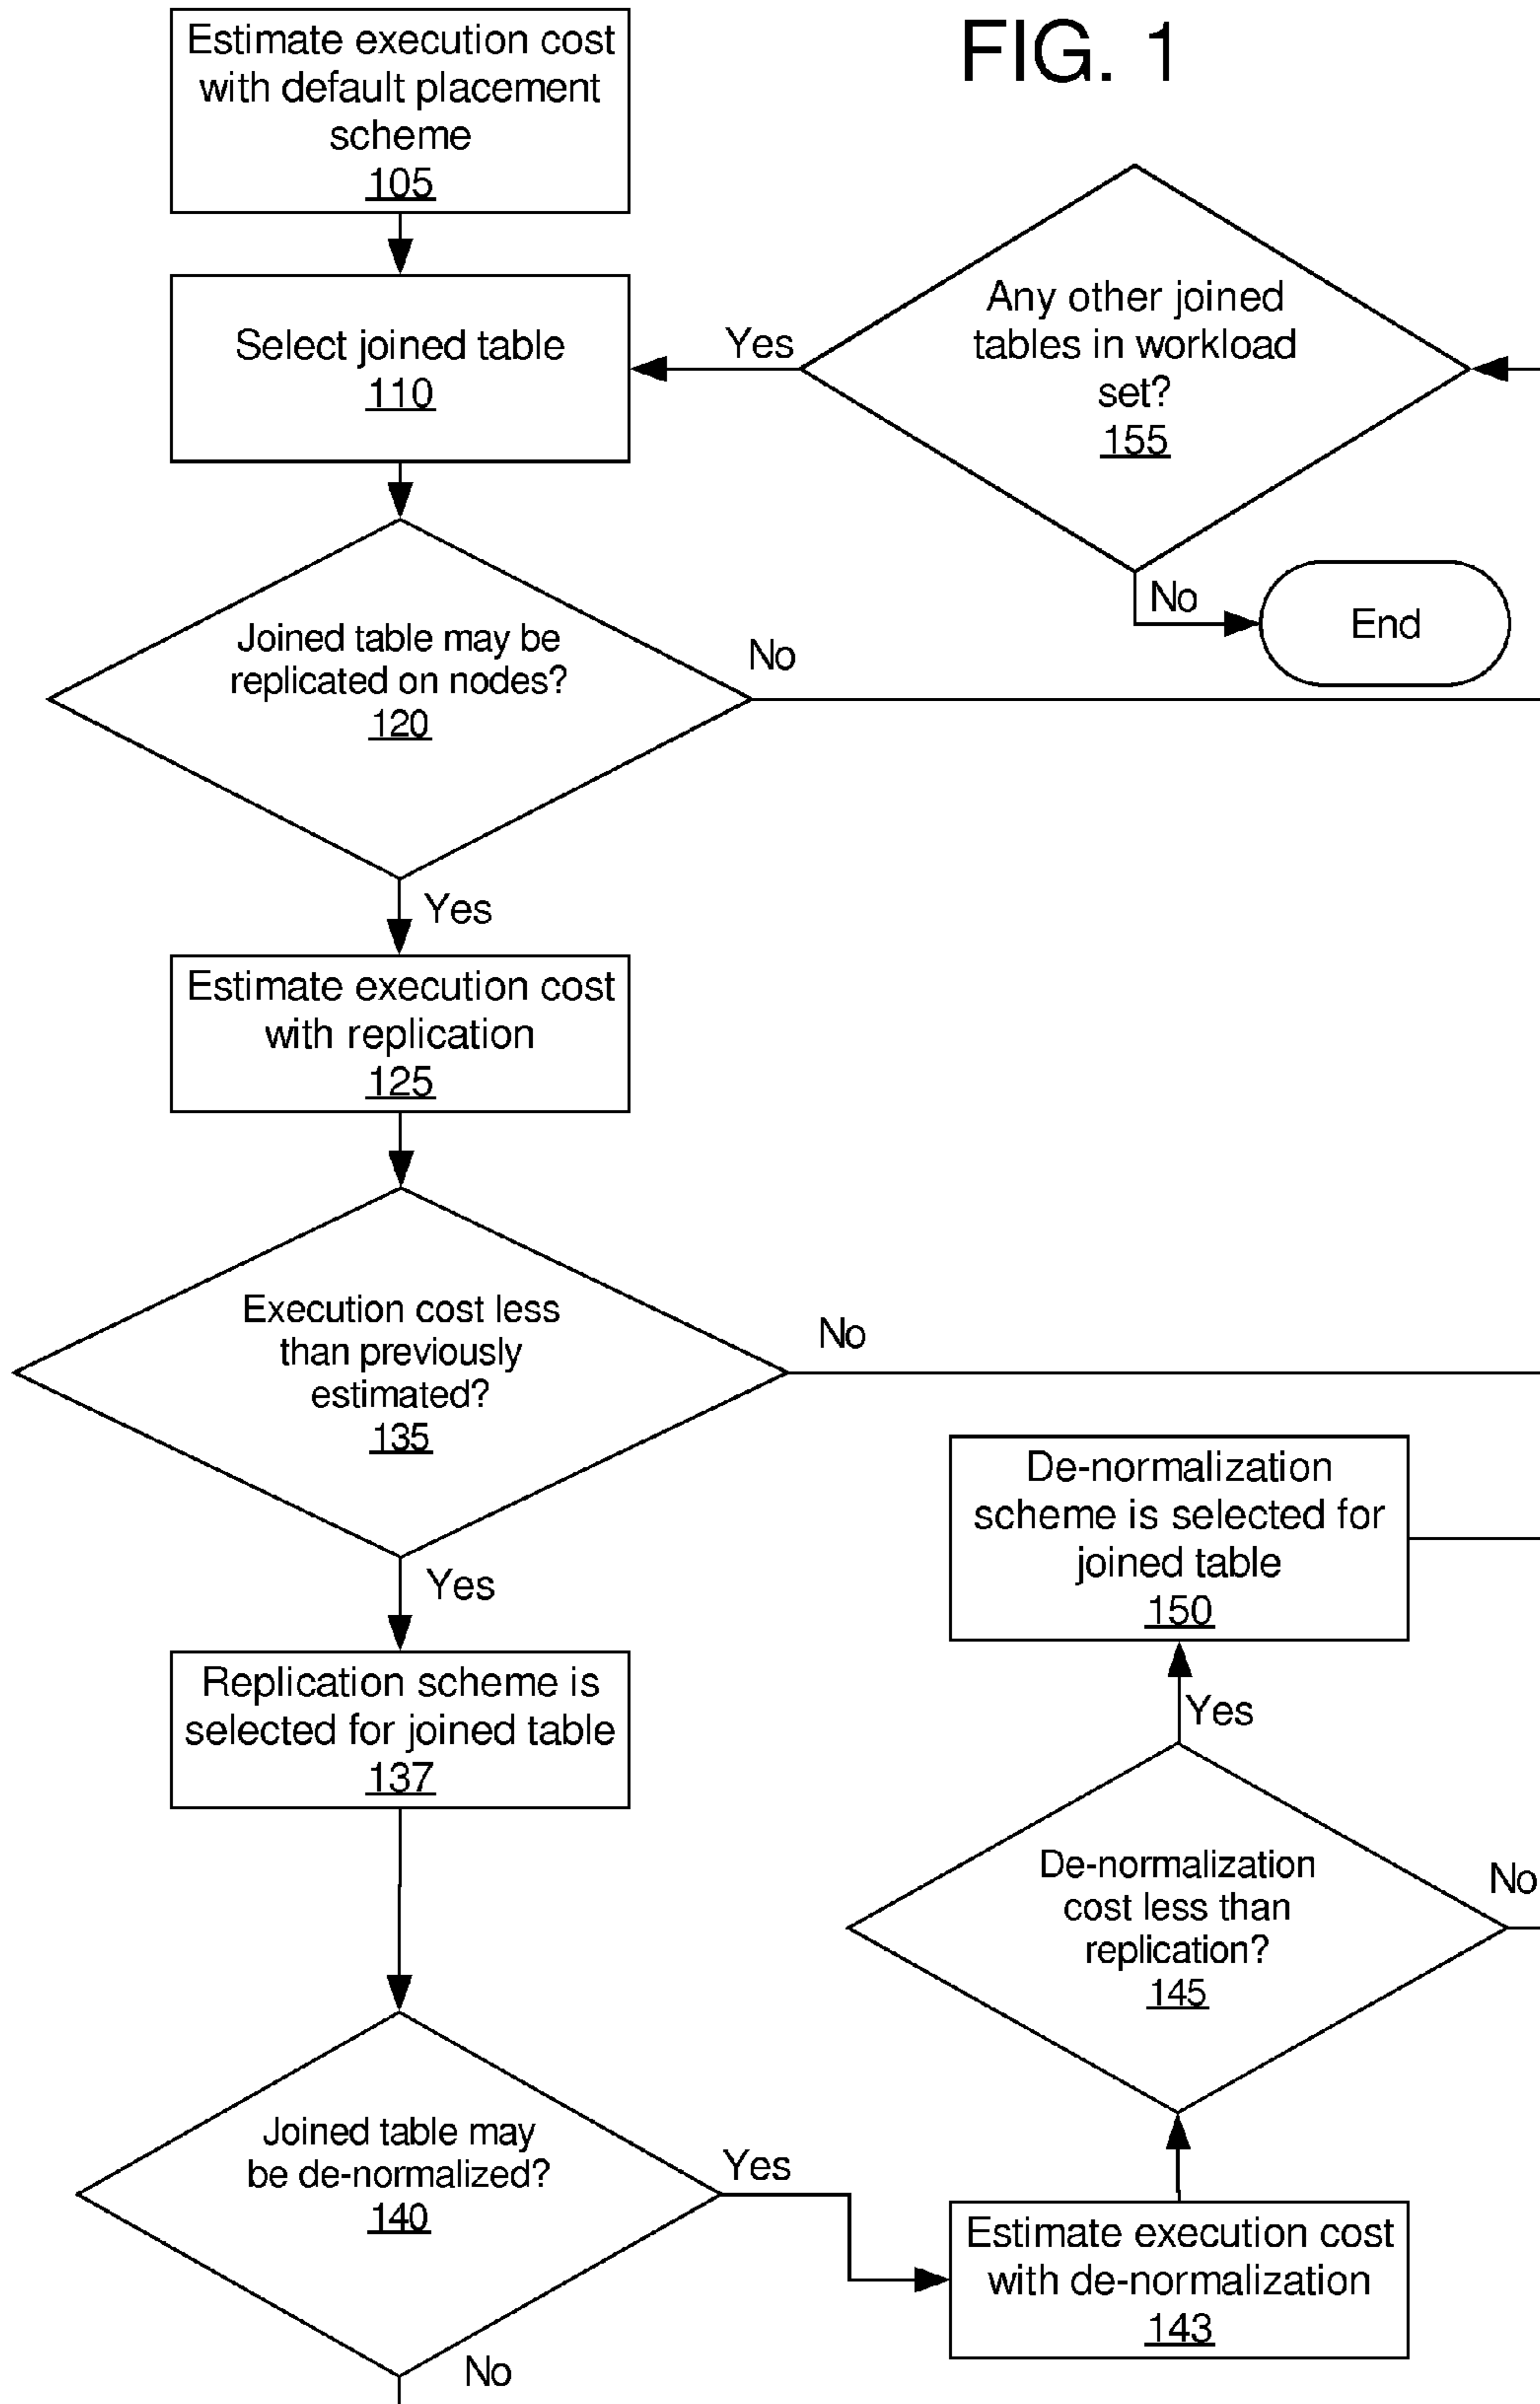 FIG. 1
Estimate execution cost
with default placement
scheme
105
Select joined table
110
Yes
Any other joined
tables in workload
set?
155
No
End
Joined table may be
replicated on nodes?
120
No
Yes
Estimate execution cost
with replication
125
Execution cost less
than previously
estimated?
135
No
Yes
Replication scheme is
selected for joined table
137
De-normalization
scheme is selected for
joined table
150
Yes
De-normalization
cost less than
replication?
145
No
Joined table may
be de-normalized?
140
Yes
Estimate execution cost
with de-normalization
143
No